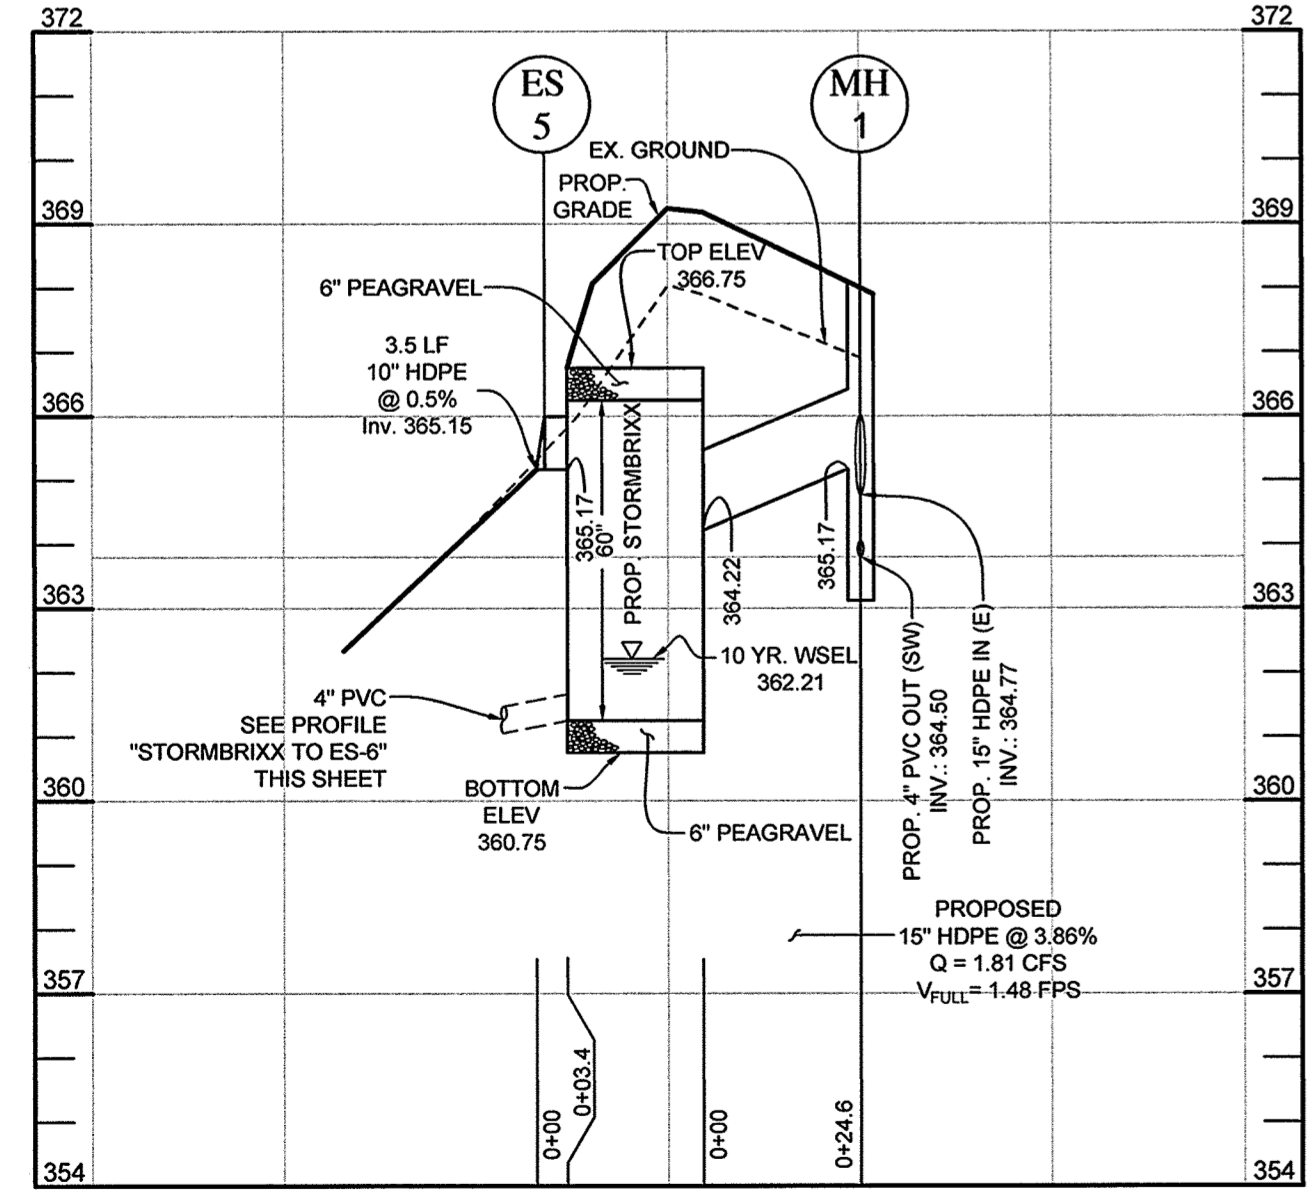 372
372
ES
5
MH
1
EX. GROUND
PROP.
GRADE
369
369
TOP ELEV
366.75
6" PEAGRAVEL
3.5 LF
10" HDPE
@ 0.5%
Inv. 365.15
366
366
365.17
60"
PROP. STORMBRIXX
364.22
365.17
363
363
10 YR. WSEL
362.21
4" PVC
SEE PROFILE
"STORMBRIXX TO ES-6"
THIS SHEET
PROP. 4" PVC OUT (SW)
INV.: 364.50
PROP. 15" HDPE IN (E)
INV.: 364.77
360
360
BOTTOM
ELEV
360.75
6" PEAGRAVEL
PROPOSED
15" HDPE @ 3.86%
Q = 1.81 CFS
VFULL = 1.48 FPS
357
357
0+00
0+03.4
0+00
0+24.6
354
354